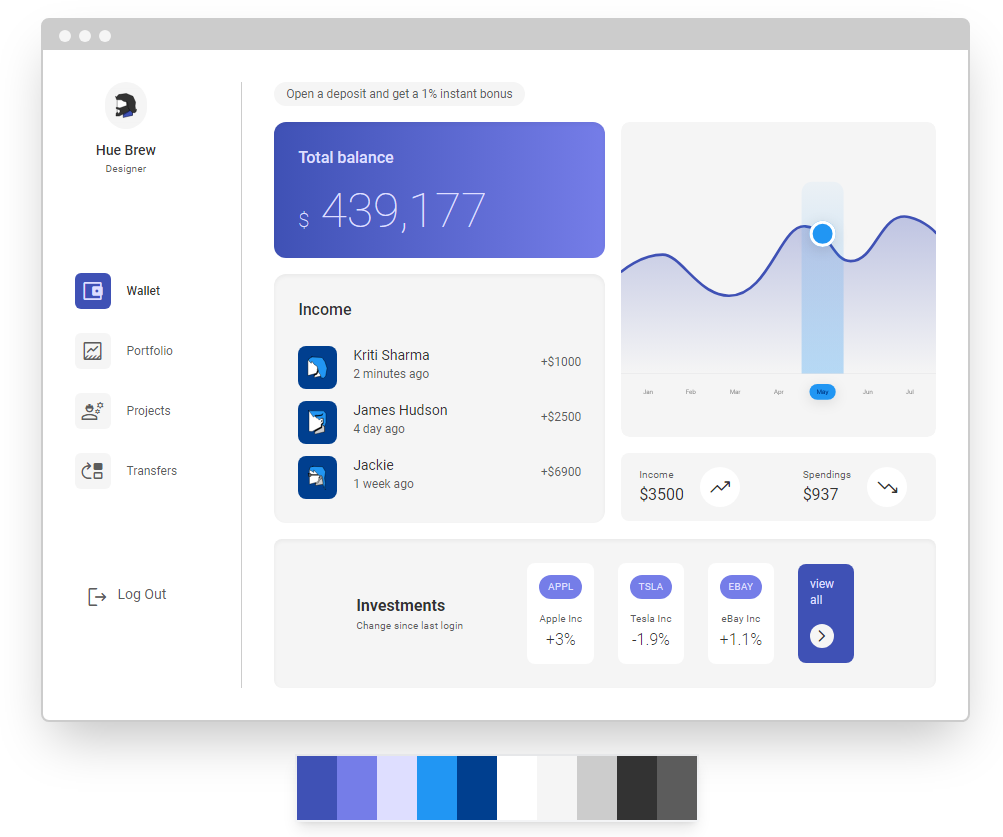 Hue Brew
Designer
Wallet
Portfolio
Projects
Transfers
Log Out
Open a deposit and get a 1% instant bonus
Total balance
$ 439,177
Income
Kriti Sharma
2 minutes ago
+$1000
James Hudson
4 day ago
+$2500
Jackie
1 week ago
+$6900
Jan Feb Mar Apr May Jun Jul
Income
$3500
Spendings
$937
Investments
Change since last login
APPL
Apple Inc
+3%
TSLA
Tesla Inc
-1.9%
EBAY
eBay Inc
+1.1%
view
all